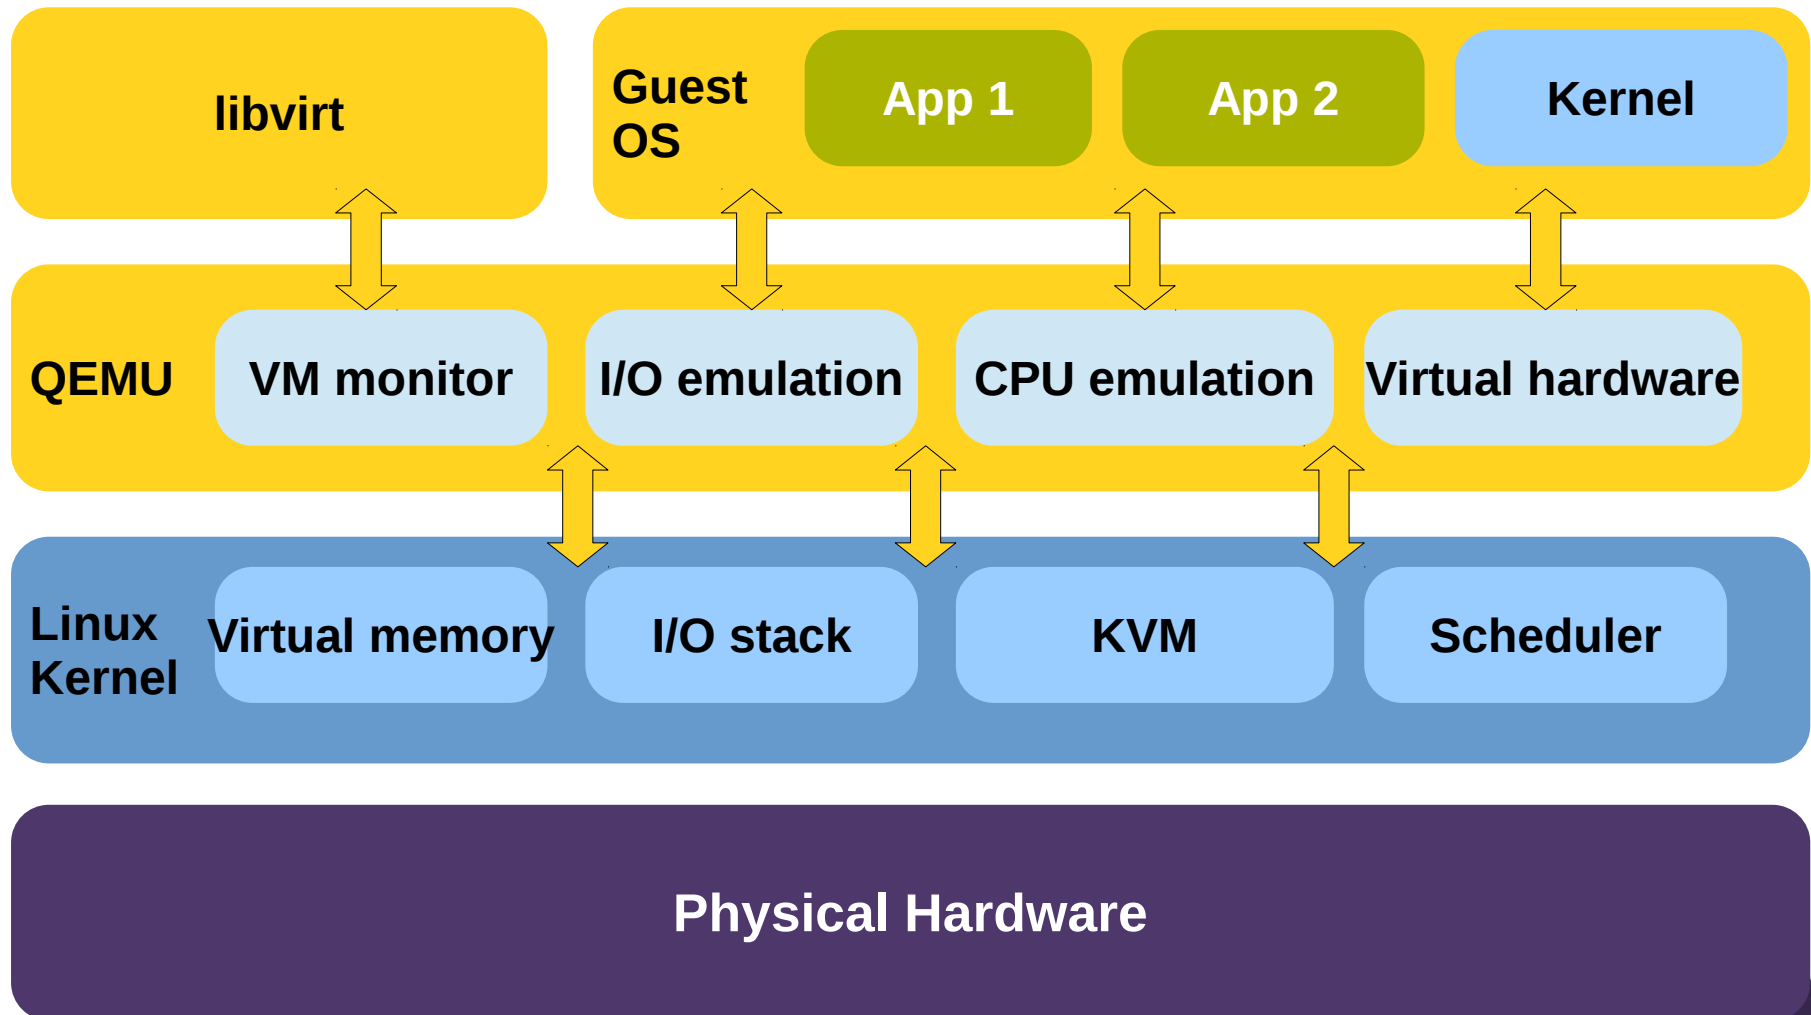 libvirt
Guest
OS
App 1
App 2
Kernel
QEMU
VM monitor
I/O emulation
CPU emulation
Virtual hardware
Linux
Kernel
Virtual memory
I/O stack
KVM
Scheduler
Physical Hardware